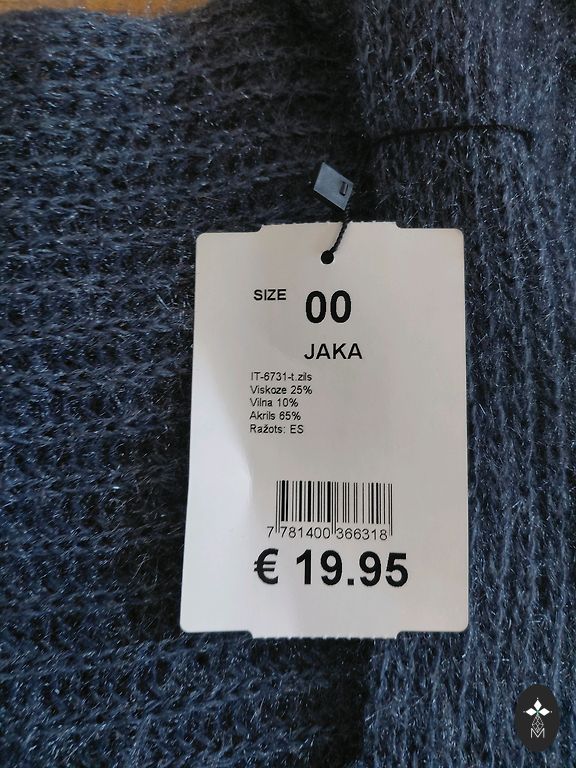 SIZE 00
JAKA
IT-6731-t.zils
Viskoze 25%
Vilna 10%
Akrils 65%
Ražots: ES
7 781400 366318
€ 19.95
M